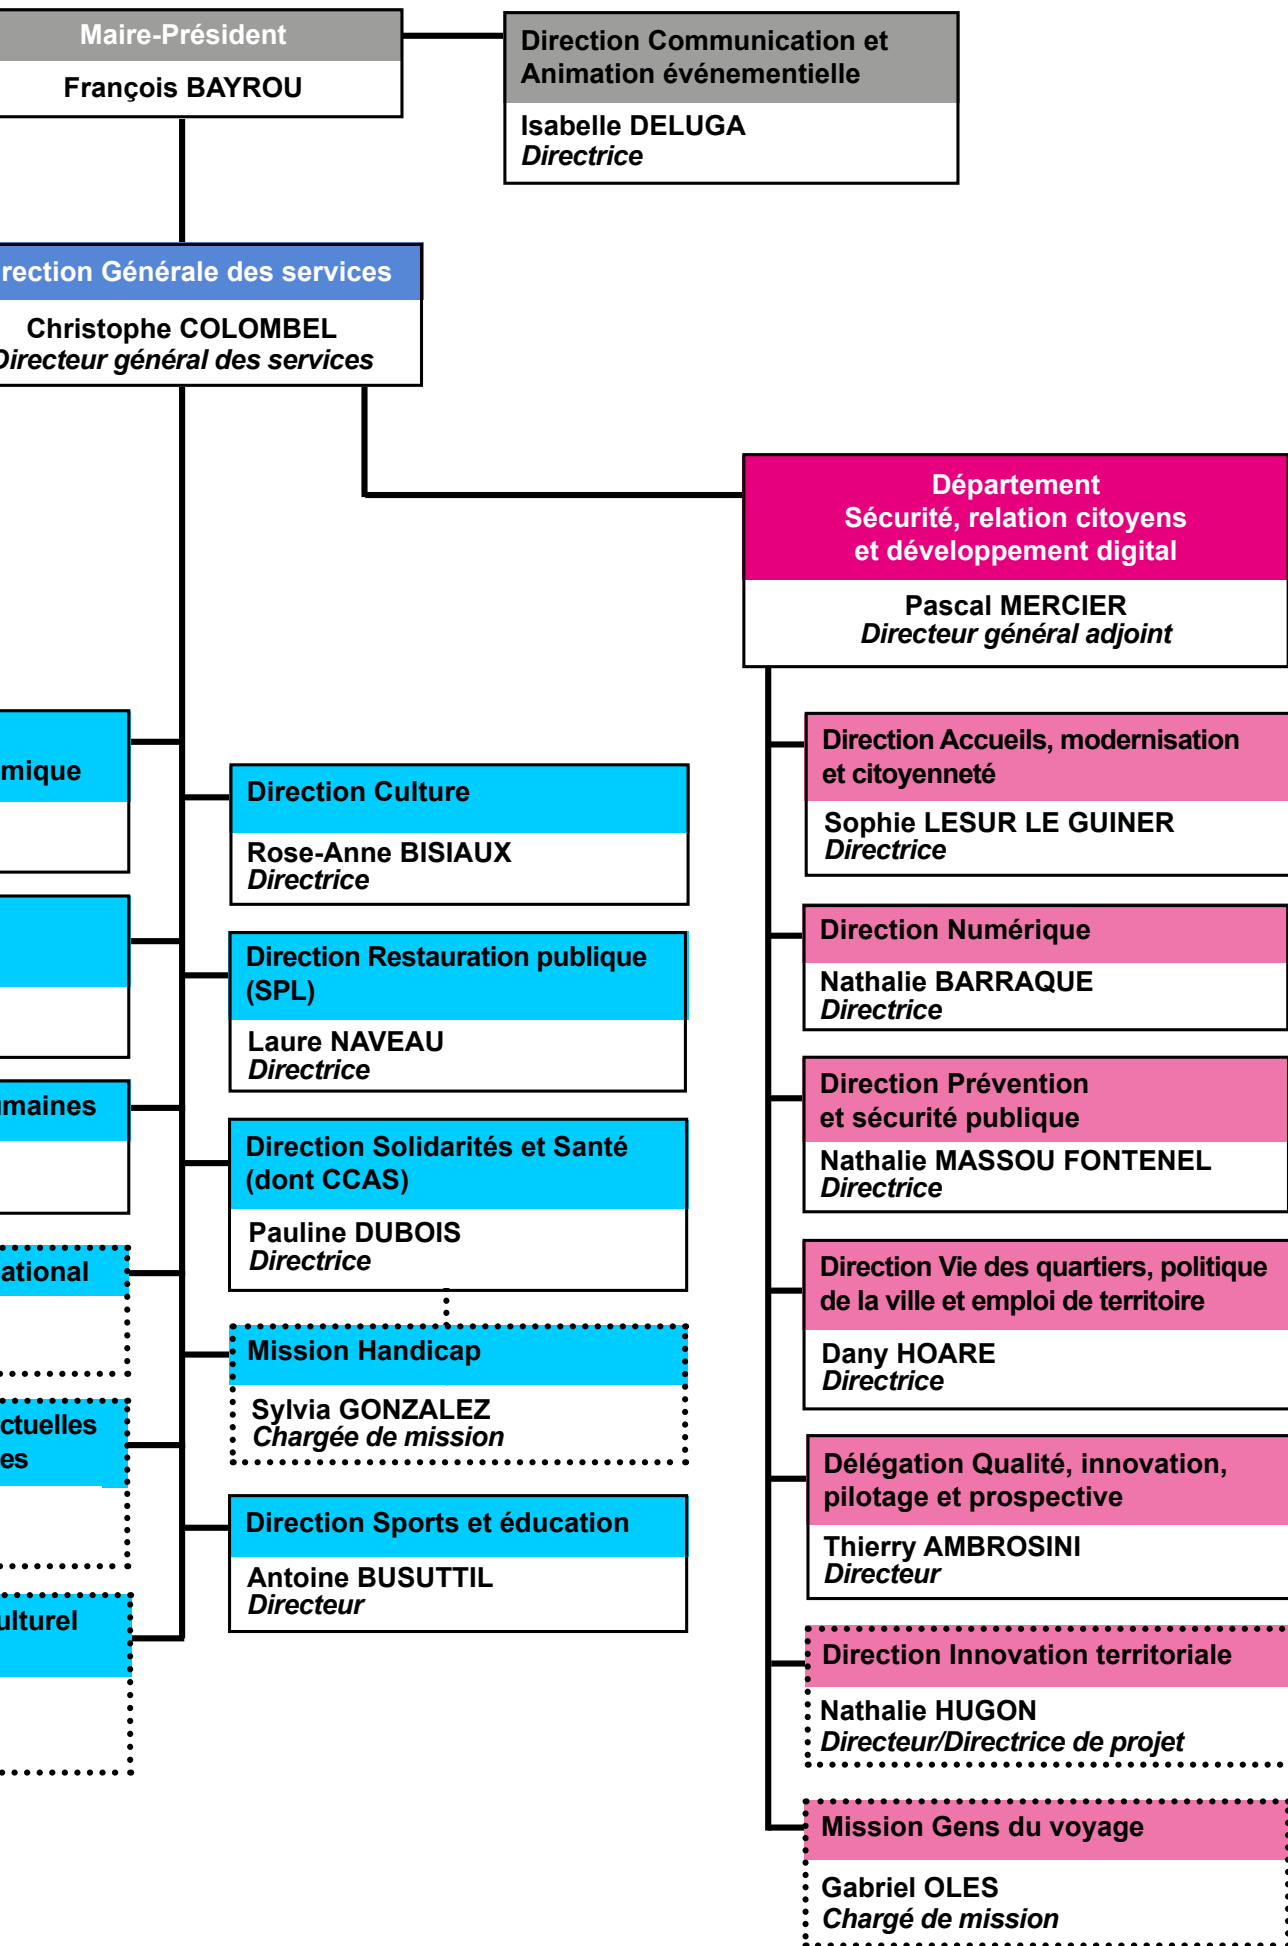 Maire-Président
François BAYROU
Direction Communication et
Animation événementielle
Isabelle DELUGA
Directrice
rection Générale des services
Christophe COLOMBEL
Directeur général des services
Département
Sécurité, relation citoyens
et développement digital
Pascal MERCIER
Directeur général adjoint
mique
umaines
ational
ctuelles
es
ulturel
Direction Culture
Rose-Anne BISIAUX
Directrice
Direction Restauration publique
(SPL)
Laure NAVEAU
Directrice
Direction Solidarités et Santé
(dont CCAS)
Pauline DUBOIS
Directrice
Mission Handicap
Sylvia GONZALEZ
Chargée de mission
Direction Sports et éducation
Antoine BUSUTTIL
Directeur
Direction Accueils, modernisation
et citoyenneté
Sophie LESUR LE GUINER
Directrice
Direction Numérique
Nathalie BARRAQUE
Directrice
Direction Prévention
et sécurité publique
Nathalie MASSOU FONTENEL
Directrice
Direction Vie des quartiers, politique
de la ville et emploi de territoire
Dany HOARE
Directrice
Délégation Qualité, innovation,
pilotage et prospective
Thierry AMBROSINI
Directeur
Direction Innovation territoriale
Nathalie HUGON
Directeur/Directrice de projet
Mission Gens du voyage
Gabriel OLES
Chargé de mission